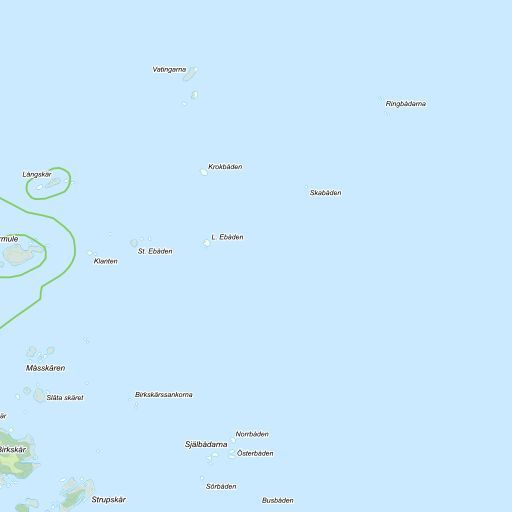 Vatingarna
Ringbådarna
Krokbåden
Långskär
Skabåden
rmule
L. Ebåden
St. Ebåden
Klanten
Måsskären
Släta skäret
Birkskärssankorna
är
Birkskär
Norrbåden
Själbådarna
Österbåden
Sörbåden
Strupskär
Busbåden